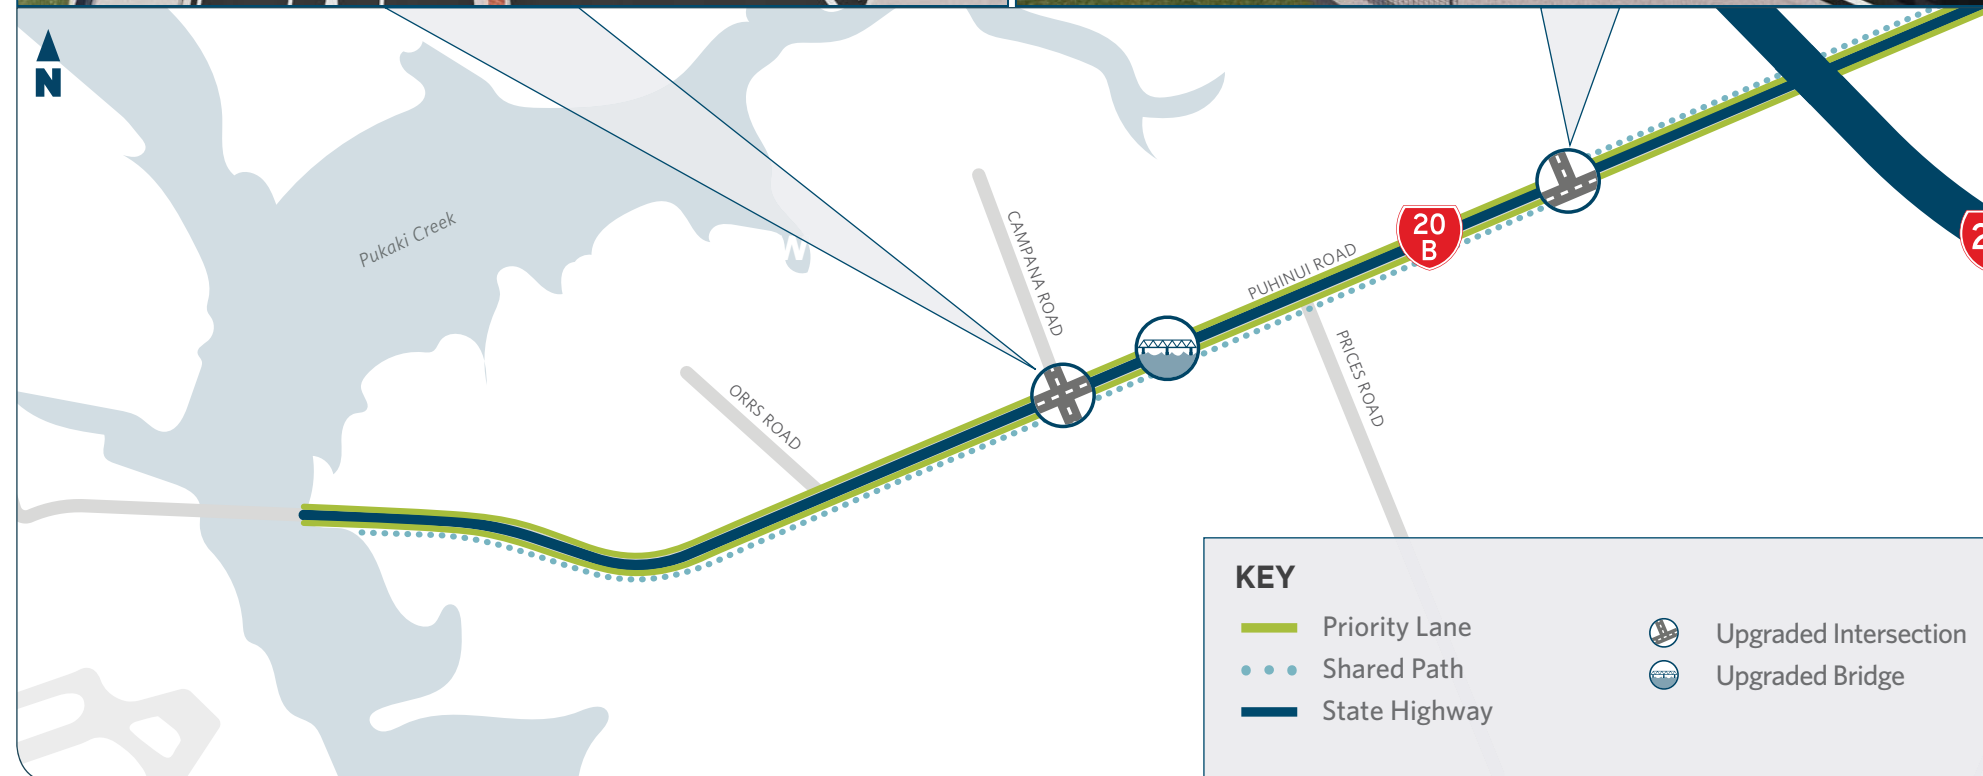 N
Pukaki Creek
W
CAMPANA ROAD
ORRS ROAD
PUHINUI ROAD
20
B
PRICES ROAD
2
KEY
Priority Lane
Shared Path
State Highway
Upgraded Intersection
Upgraded Bridge